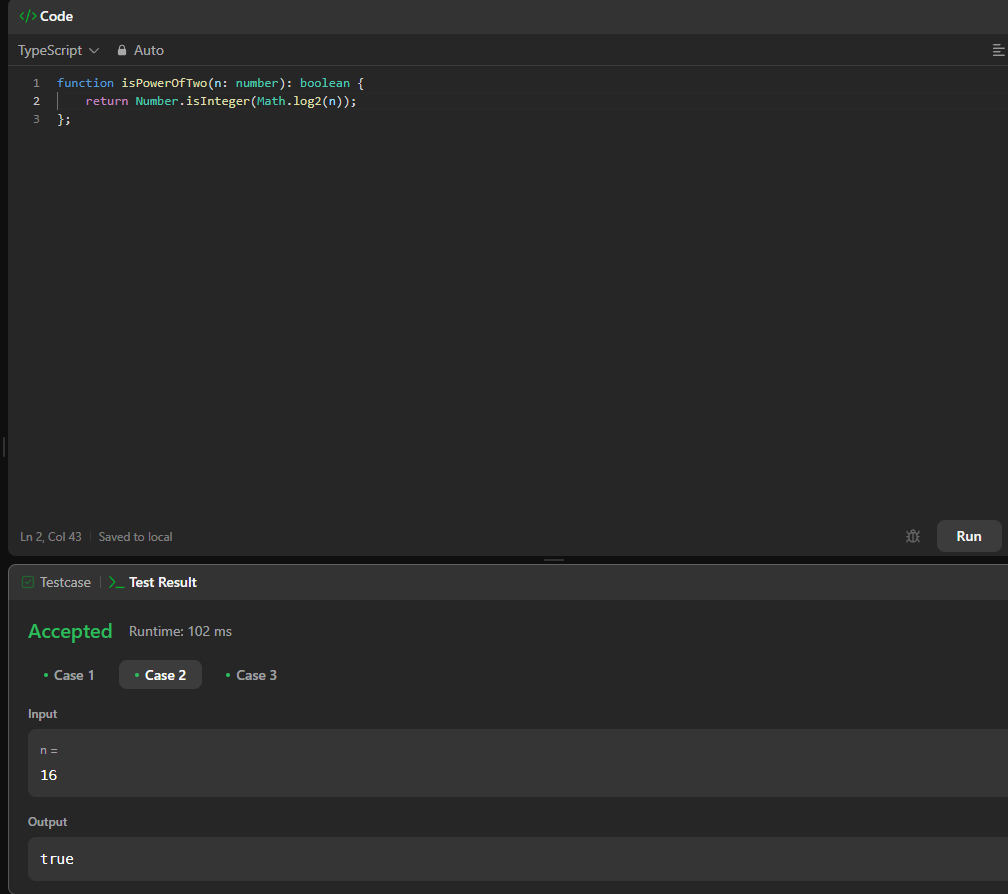 </> Code
TypeScript Auto
1 function isPowerOfTwo(n: number): boolean {
2     return Number.isInteger(Math.log2(n));
3 };
Ln 2, Col 43 | Saved to local
Run
Testcase | >_ Test Result
Accepted Runtime: 102 ms
• Case 1 • Case 2 • Case 3
Input
n =
16
Output
true